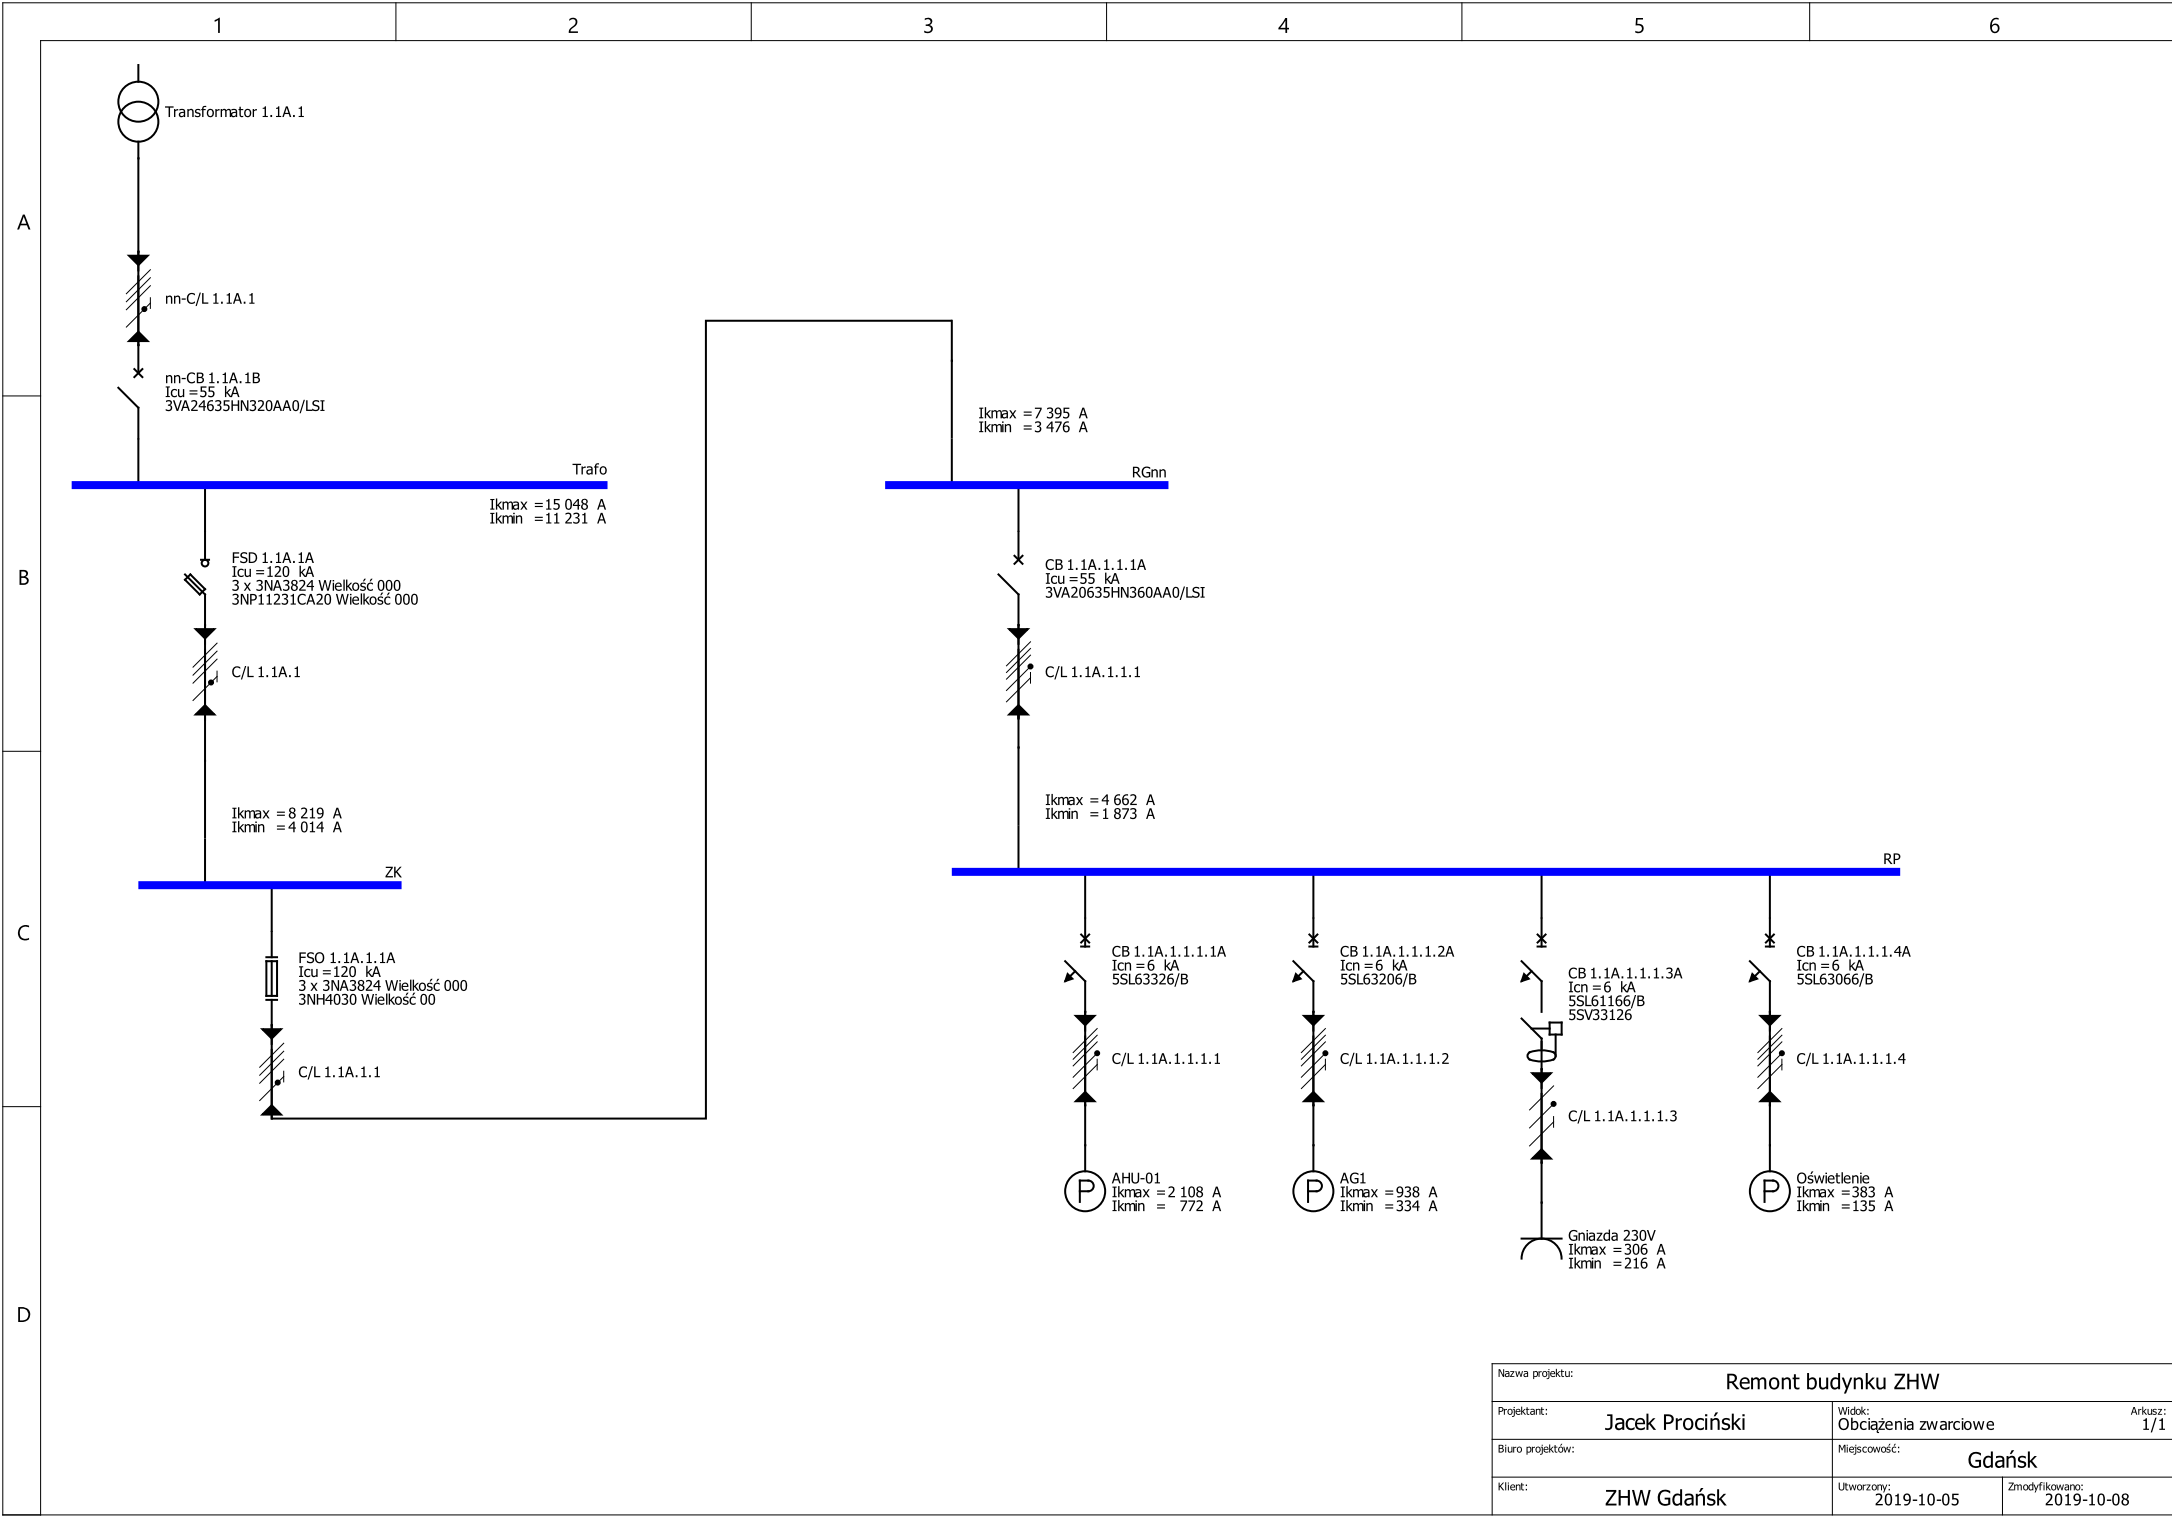 1 2 3 4 5 6
A
B
C
D
Transformator 1.1A.1
nn-C/L 1.1A.1
nn-CB 1.1A.1B
Icu =55 kA
3VA24635HN320AA0/LSI
Trafo
Ikmax =15 048 A
Ikmin =11 231 A
FSD 1.1A.1A
Icu =120 kA
3 x 3NA3824 Wielkość 000
3NP11231CA20 Wielkość 000
C/L 1.1A.1
Ikmax =8 219 A
Ikmin =4 014 A
ZK
FSO 1.1A.1.1A
Icu =120 kA
3 x 3NA3824 Wielkość 000
3NH4030 Wielkość 00
C/L 1.1A.1.1
Ikmax =7 395 A
Ikmin =3 476 A
RGnn
CB 1.1A.1.1.1A
Icu =55 kA
3VA20635HN360AA0/LSI
C/L 1.1A.1.1.1
Ikmax =4 662 A
Ikmin =1 873 A
RP
CB 1.1A.1.1.1.1A
Icn =6 kA
5SL63326/B
C/L 1.1A.1.1.1.1
P
AHU-01
Ikmax =2 108 A
Ikmin = 772 A
CB 1.1A.1.1.1.2A
Icn =6 kA
5SL63206/B
C/L 1.1A.1.1.1.2
P
AG1
Ikmax =938 A
Ikmin =334 A
CB 1.1A.1.1.1.3A
Icn =6 kA
5SL61166/B
5SV33126
C/L 1.1A.1.1.1.3
Gniazda 230V
Ikmax =306 A
Ikmin =216 A
CB 1.1A.1.1.1.4A
Icn =6 kA
5SL63066/B
C/L 1.1A.1.1.1.4
P
Oświetlenie
Ikmax =383 A
Ikmin =135 A
Nazwa projektu:
Remont budynku ZHW
Projektant:
Jacek Prociński
Widok:
Obciążenia zwarciowe
Arkusz:
1/1
Biuro projektów:
Miejscowość:
Gdańsk
Klient:
ZHW Gdańsk
Utworzony:
2019-10-05
Zmodyfikowano:
2019-10-08